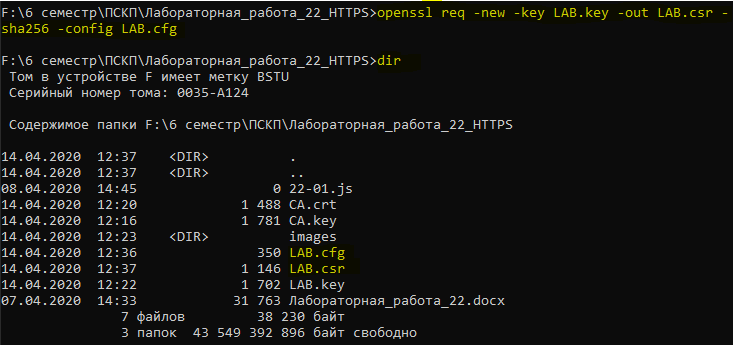 F:\6 семестр\ПСКП\Лабораторная_работа_22_HTTPS>openssl req -new -key LAB.key -out LAB.csr -
sha256 -config LAB.cfg
F:\6 семестр\ПСКП\Лабораторная_работа_22_HTTPS>dir
Том в устройстве F имеет метку BSTU
Серийный номер тома: 0035-A124
Содержимое папки F:\6 семестр\ПСКП\Лабораторная_работа_22_HTTPS
14.04.2020 12:37 <DIR> .
14.04.2020 12:37 <DIR> ..
08.04.2020 14:45 0 22-01.js
14.04.2020 12:20 1 488 CA.crt
14.04.2020 12:16 1 781 CA.key
14.04.2020 12:23 <DIR> images
14.04.2020 12:36 350 LAB.cfg
14.04.2020 12:37 1 146 LAB.csr
14.04.2020 12:22 1 702 LAB.key
07.04.2020 14:33 31 763 Лабораторная_работа_22.docx
7 файлов 38 230 байт
3 папок 43 549 392 896 байт свободно